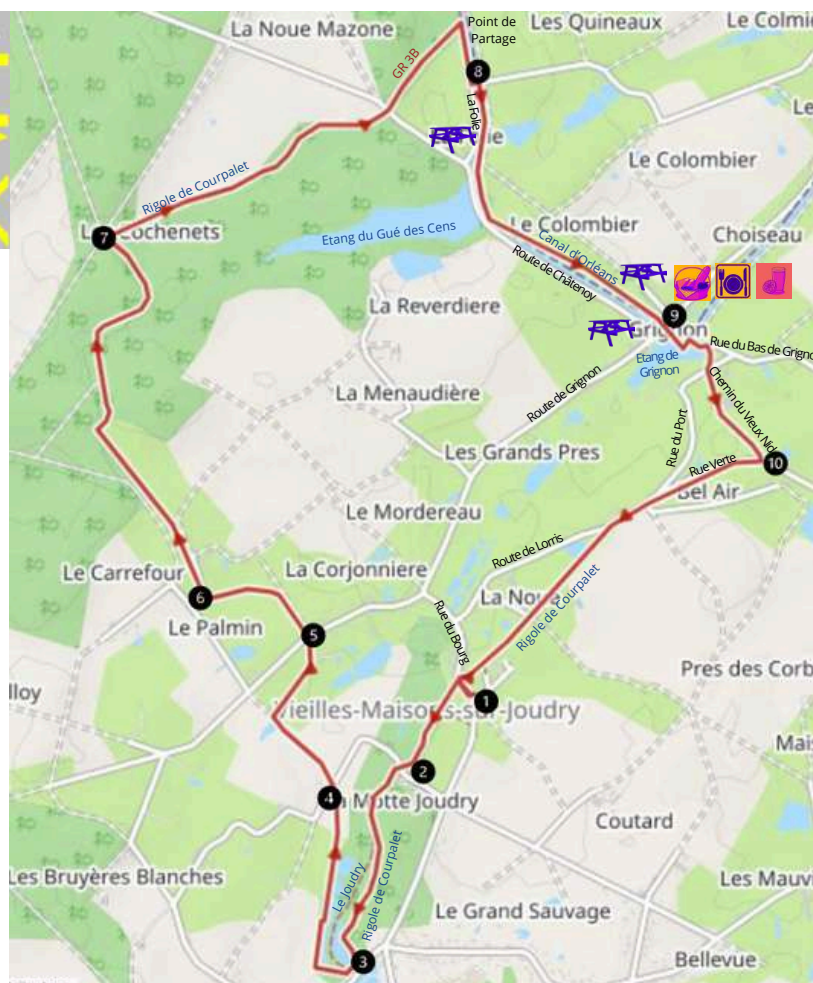 La Noue Mazone
Point de
Partage
Les Quineaux
Le Colmi
GR 3B
8
La Folie
Le
Le Colombier
Rigole de Courpalet
7
Cochenets
Etang du Gué des Cens
Le Colombier
Choiseau
Canal d'Orléans
Route de Châtenoy
La Reverdiere
9
Grignon
Rue du Bas de Grigno
Etang de
Grignon
La Menaudière
Route de Grignon
Chemin du Vieux Nid
Rue du Port
Les Grands Pres
Rue Verte
10
Bel Air
Le Mordereau
Route de Lorris
Le Carrefour
La Corjonniere
6
La Noue
Rigole de Courpalet
Le Palmin
5
Rue du Bourg
Pres des Corb
lloy
1
Vieilles-Maisons-sur-Joudry
Mais
2
4
La Motte Joudry
Coutard
Les Bruyères Blanches
Le Joudry
Rigole de Courpalet
Les Mauv
Le Grand Sauvage
3
Bellevue